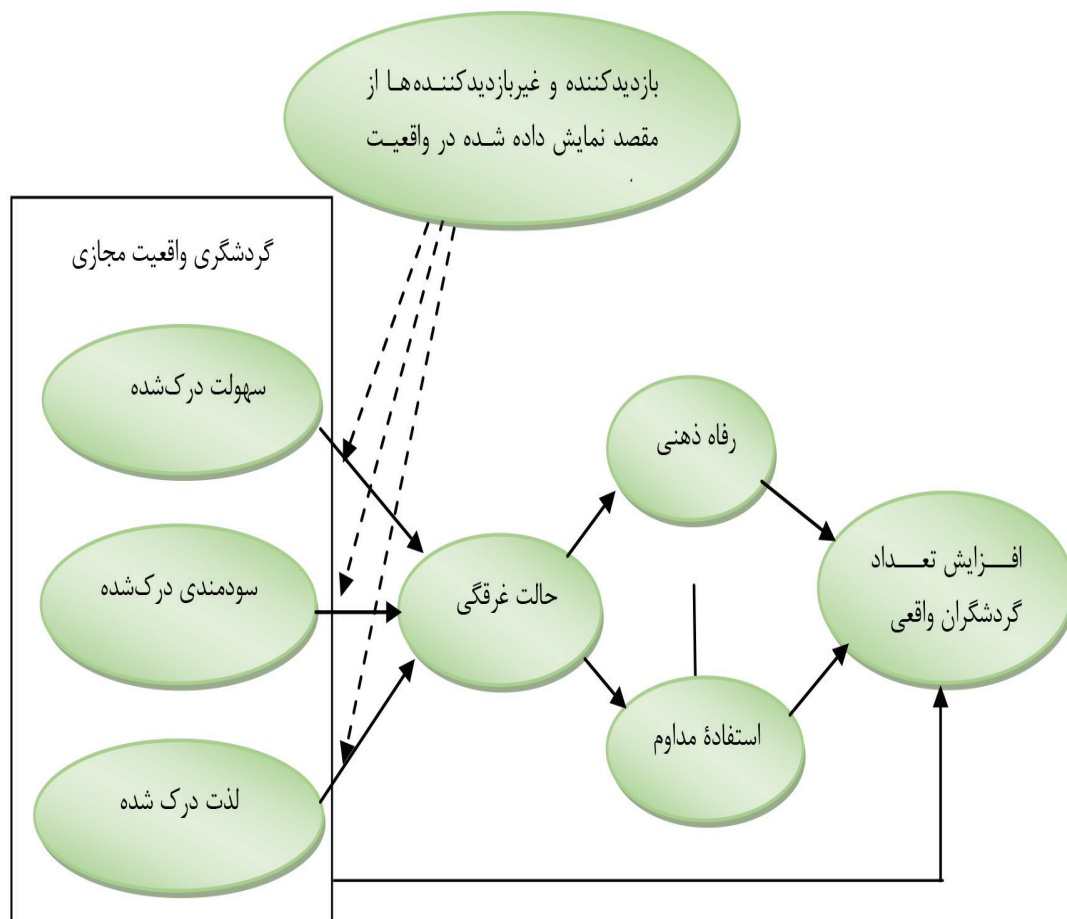 بازدیدکننده و غیربازدیدکننده‌ها از
مقصد نمایش داده شده در واقعیت
گردشگری واقعیت مجازی
سهولت درک‌شده
رفاه ذهنی
سودمندی درک‌شده
حالت غرقگی
افزایش تعداد
گردشگران واقعی
استفادهٔ مداوم
لذت درک شده